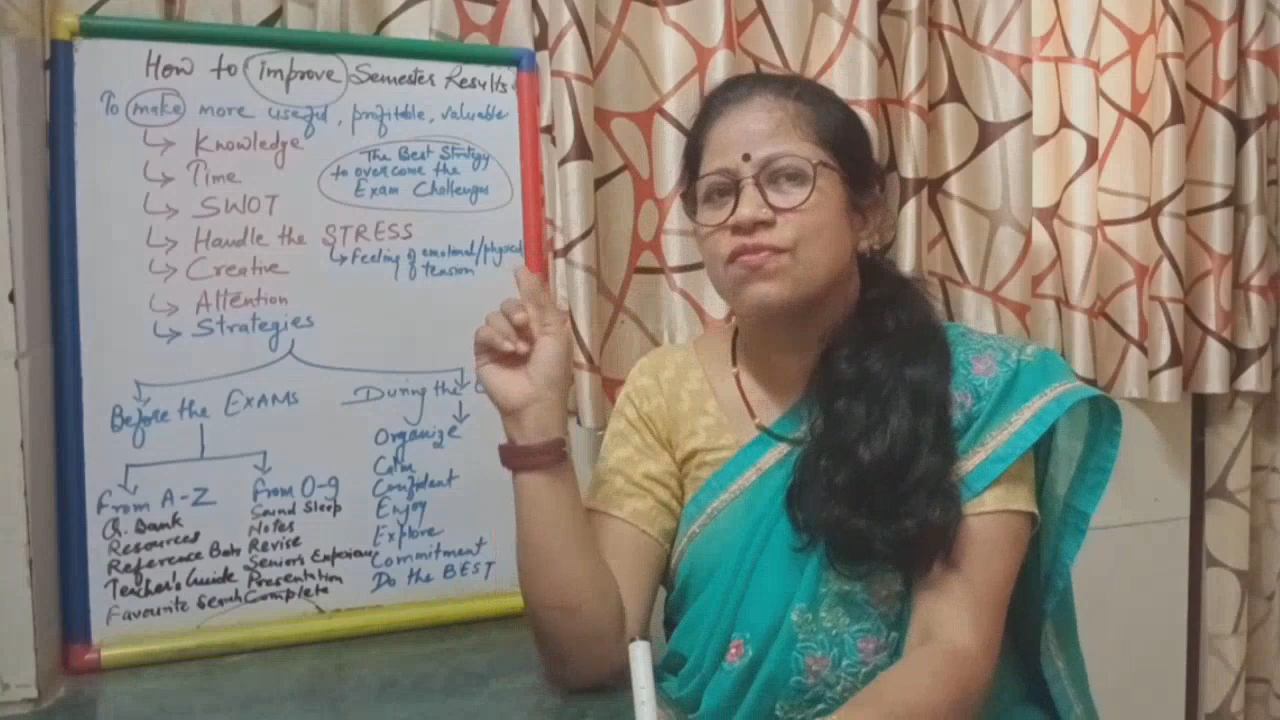 How to improve Semester Results
To make more useful, profitable, valuable
Knowledge
The Best Strategy
to overcome the
Exam Challenges
Time
SWOT
Handle the STRESS
Feeling of emotional/physical
tension
Creative
Attention
Strategies
Before the EXAMS
During the
From A-Z
Q. Bank
Resources
Reference Books
Teacher's Guide
Favourite Search
From 0-9
Sound Sleep
Notes
Revise
Senior's Experience
Presentation
Complete
Organize
Calm
Confident
Enjoy
Explore
Commitment
Do the BEST